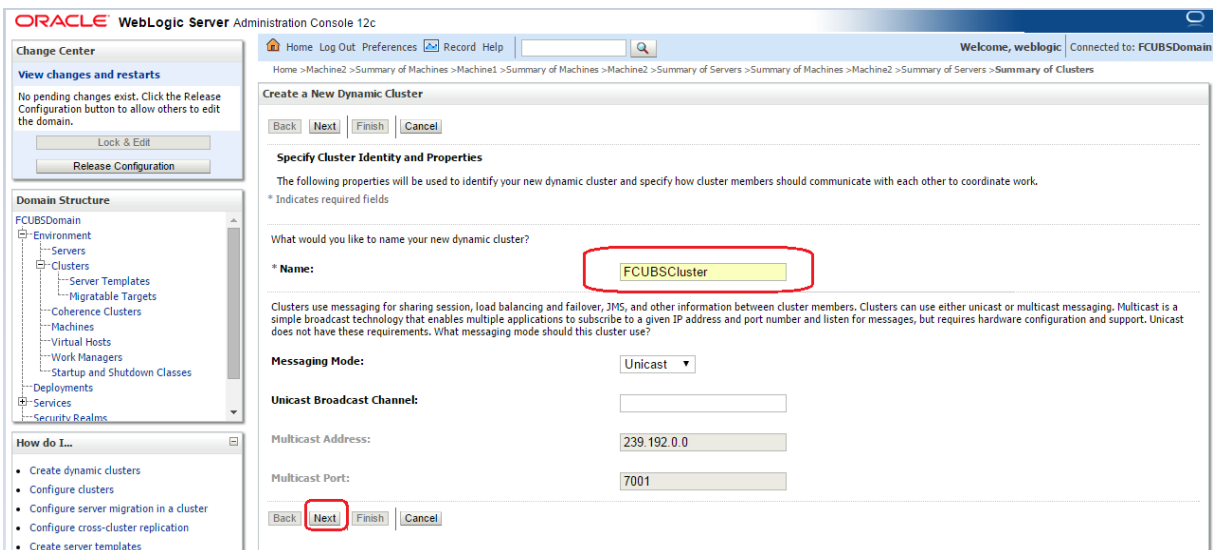 ORACLE WebLogic Server Administration Console 12c
Change Center
View changes and restarts
No pending changes exist. Click the Release
Configuration button to allow others to edit
the domain.
Lock & Edit
Release Configuration
Domain Structure
FCUBSDomain
Environment
Servers
Clusters
Server Templates
Migratable Targets
Coherence Clusters
Machines
Virtual Hosts
Work Managers
Startup and Shutdown Classes
Deployments
Services
Security Realms
How do I...
Create dynamic clusters
Configure clusters
Configure server migration in a cluster
Configure cross-cluster replication
Create server templates
Home Log Out Preferences Record Help
Welcome, weblogic Connected to: FCUBSDomain
Home >Machine2 >Summary of Machines >Machine1 >Summary of Machines >Machine2 >Summary of Servers >Summary of Machines >Machine2 >Summary of Servers >Summary of Clusters
Create a New Dynamic Cluster
Back Next Finish Cancel
Specify Cluster Identity and Properties
The following properties will be used to identify your new dynamic cluster and specify how cluster members should communicate with each other to coordinate work.
* Indicates required fields
What would you like to name your new dynamic cluster?
* Name: FCUBSCluster
Clusters use messaging for sharing session, load balancing and failover, JMS, and other information between cluster members. Clusters can use either unicast or multicast messaging. Multicast is a
simple broadcast technology that enables multiple applications to subscribe to a given IP address and port number and listen for messages, but requires hardware configuration and support. Unicast
does not have these requirements. What messaging mode should this cluster use?
Messaging Mode: Unicast
Unicast Broadcast Channel:
Multicast Address: 239.192.0.0
Multicast Port: 7001
Back Next Finish Cancel